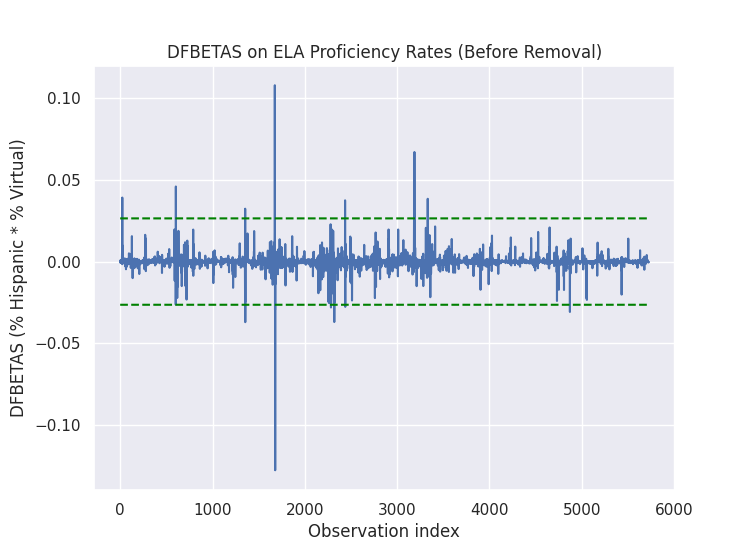 DFBETAS on ELA Proficiency Rates (Before Removal)
DFBETAS (% Hispanic * % Virtual)
0.10
0.05
0.00
−0.05
−0.10
0 1000 2000 3000 4000 5000 6000
Observation index